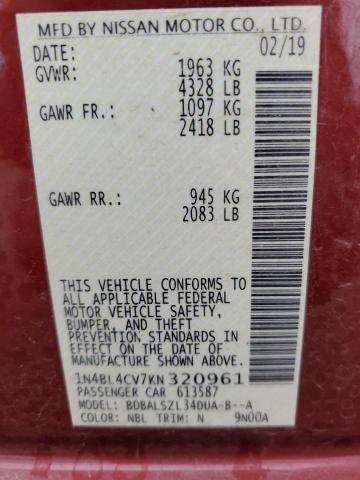 MFD BY NISSAN MOTOR CO., LTD.
DATE: 02/19
GVWR: 1963 KG
4328 LB
GAWR FR.: 1097 KG
2418 LB
GAWR RR.: 945 KG
2083 LB
THIS VEHICLE CONFORMS TO
ALL APPLICABLE FEDERAL
MOTOR VEHICLE SAFETY,
BUMPER, AND THEFT
PREVENTION STANDARDS IN
EFFECT ON THE DATE OF
MANUFACTURE SHOWN ABOVE.
1N4BL4CV7KN320961
PASSENGER CAR 613587
MODEL: BDBALSZL34DUA-B--A
COLOR: NBL TRIM: N 9N00A